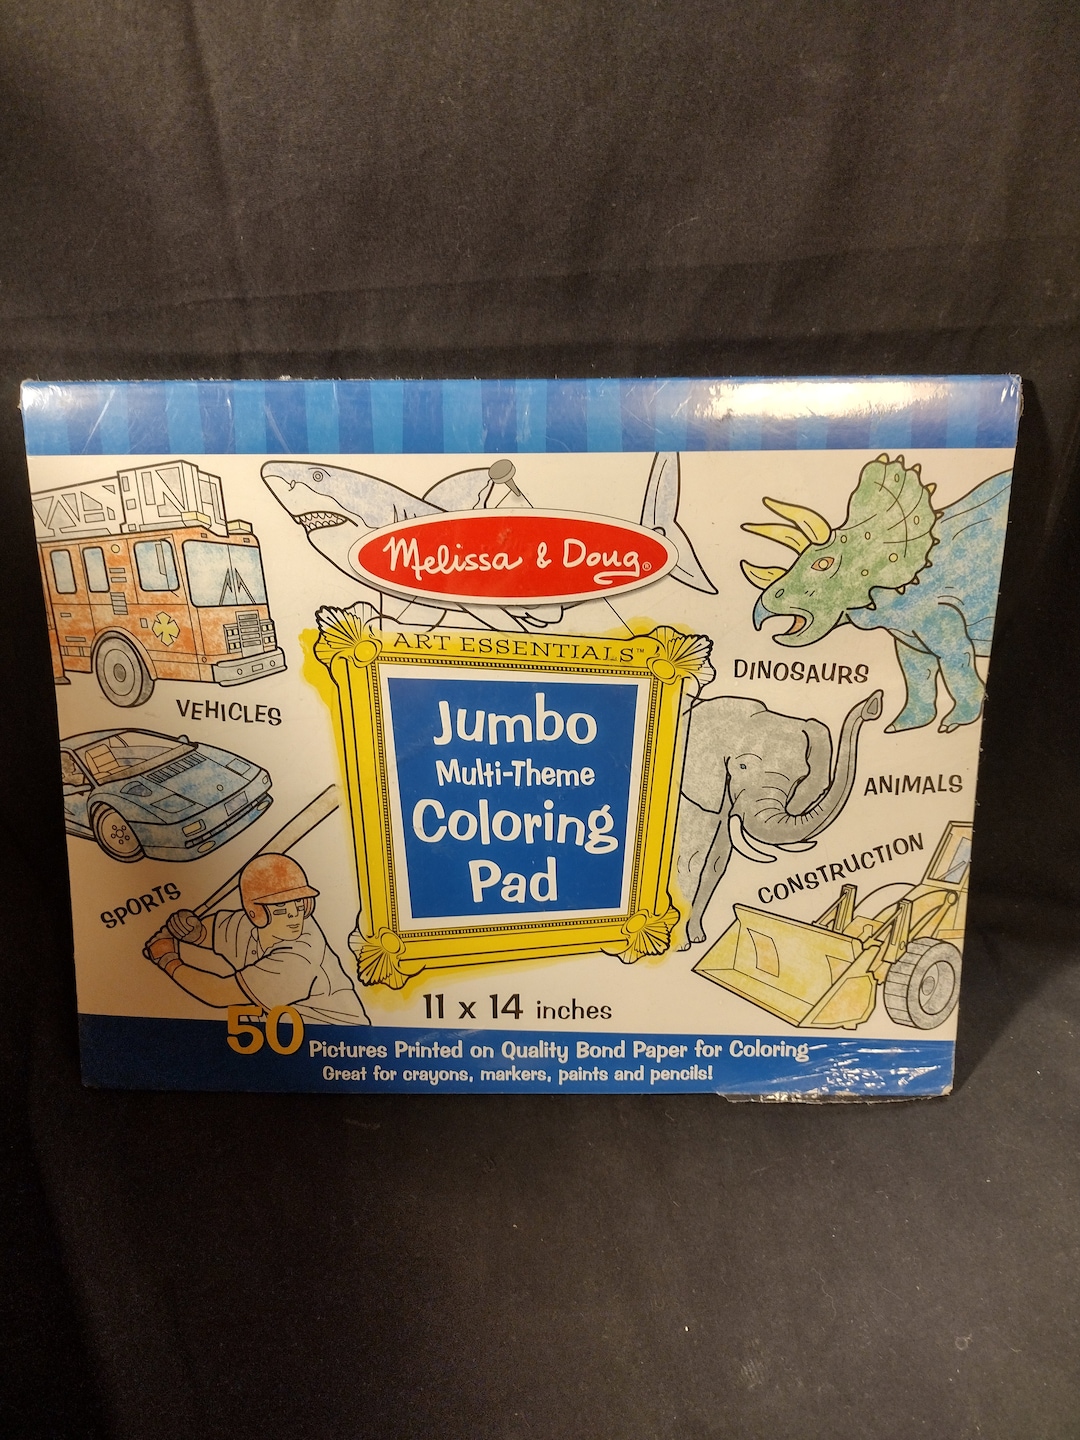 Melissa & Doug®
ART ESSENTIALS™
Jumbo
Multi-Theme
Coloring
Pad
VEHICLES
DINOSAURS
ANIMALS
SPORTS
CONSTRUCTION
11 x 14 inches
50 Pictures Printed on Quality Bond Paper for Coloring
Great for crayons, markers, paints and pencils!